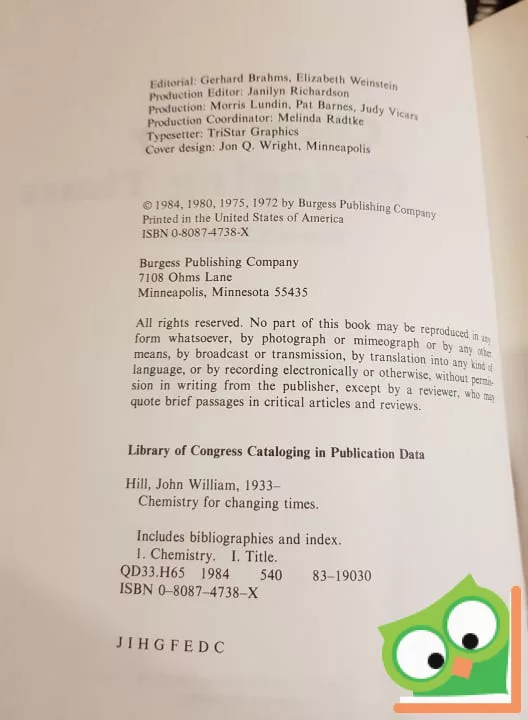 Editorial: Gerhard Brahms, Elizabeth Weinstein
Production Editor: Janilyn Richardson
Production: Morris Lundin, Pat Barnes, Judy Vicars
Production Coordinator: Melinda Radtke
Typesetter: TriStar Graphics
Cover design: Jon Q. Wright, Minneapolis
© 1984, 1980, 1975, 1972 by Burgess Publishing Company
Printed in the United States of America
ISBN 0-8087-4738-X
Burgess Publishing Company
7108 Ohms Lane
Minneapolis, Minnesota 55435
All rights reserved. No part of this book may be reproduced in any
form whatsoever, by photograph or mimeograph or by any other
means, by broadcast or transmission, by translation into any kind of
language, or by recording electronically or otherwise, without permis-
sion in writing from the publisher, except by a reviewer, who may
quote brief passages in critical articles and reviews.
Library of Congress Cataloging in Publication Data
Hill, John William, 1933–
Chemistry for changing times.
Includes bibliographies and index.
1. Chemistry. I. Title.
QD33.H65 1984 540 83–19030
ISBN 0–8087–4738–X
J I H G F E D C